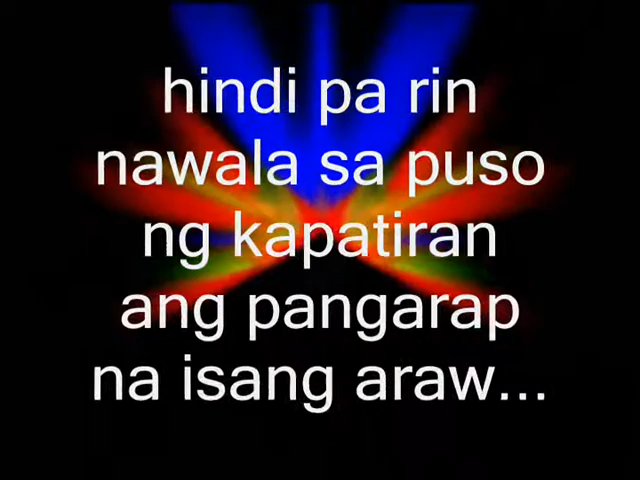 hindi pa rin
nawala sa puso
ng kapatiran
ang pangarap
na isang araw...